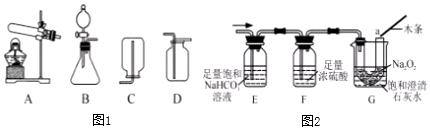 木条
a
Na₂O₂
足量饱和
NaHCO₃
溶液
足量
浓硫酸
饱和澄清
石灰水
A B C D E F G
图1 图2